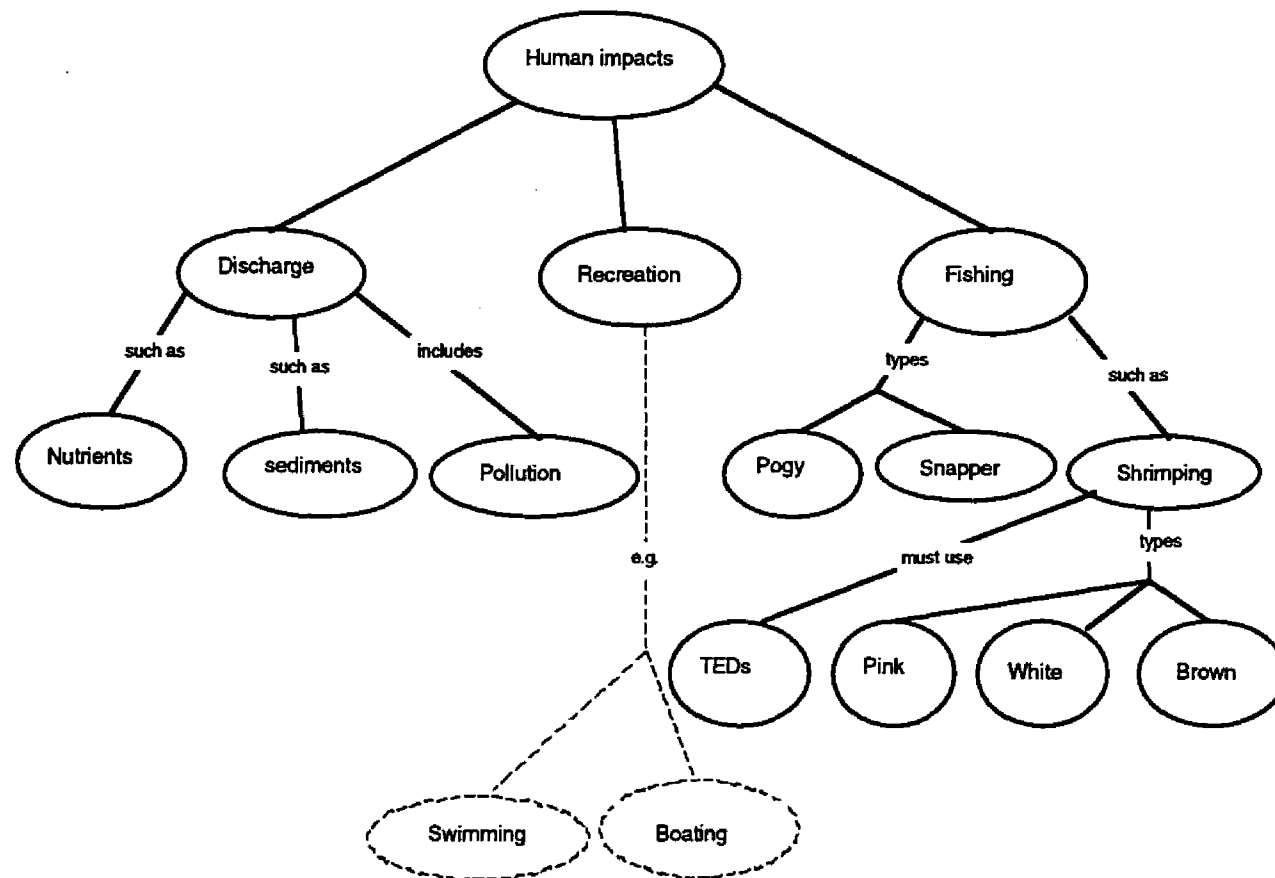 Human impacts
Discharge
Recreation
Fishing
such as
such as
includes
types
such as
Nutrients
sediments
Pollution
Pogy
Snapper
Shrimping
e.g.
must use
types
TEDs
Pink
White
Brown
Swimming
Boating